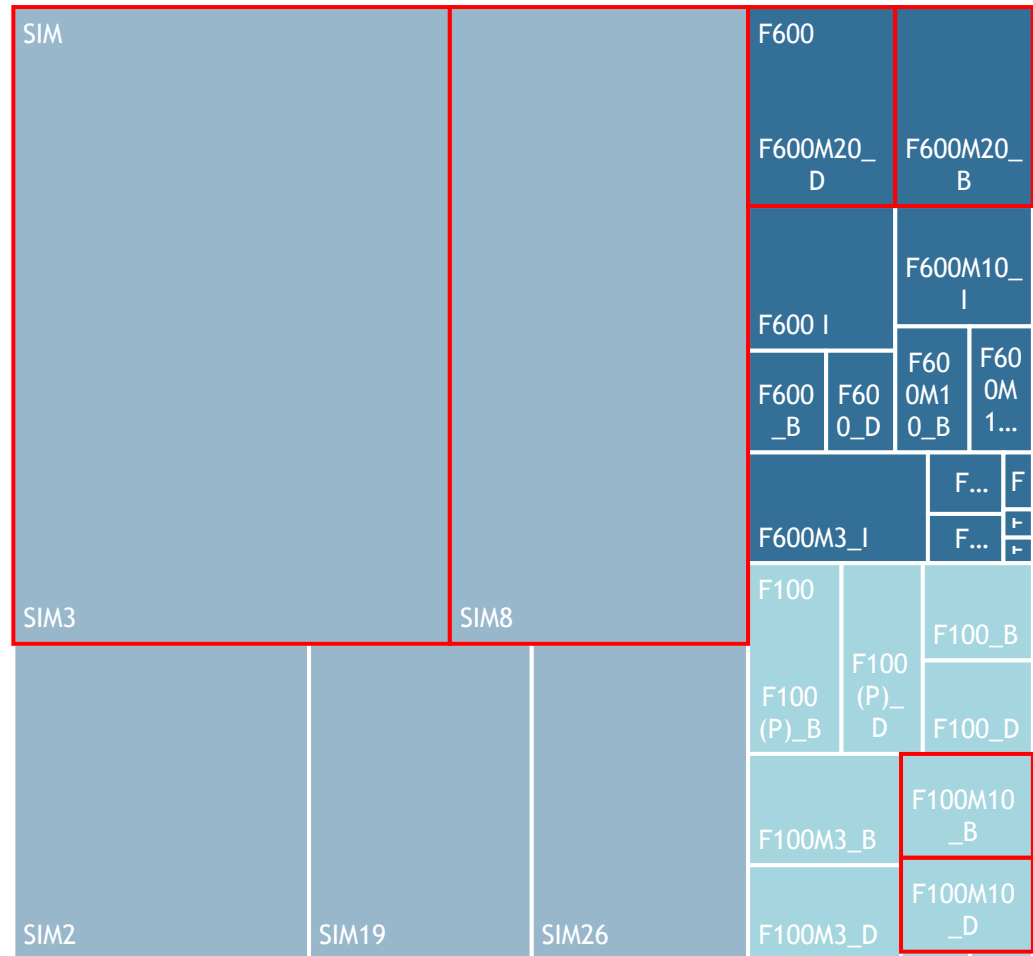 SIM
SIM3
SIM8
SIM2
SIM19
SIM26
F600
F600M20_
D
F600M20_
B
F600 I
F600M10_
I
F600
_B
F60
0_D
F60
0M1
0_B
F60
0M
1...
F600M3_I
F...
F...
F
F100
F100
(P)_B
F100
(P)_
D
F100_B
F100_D
F100M3_B
F100M10
_B
F100M3_D
F100M10
_D